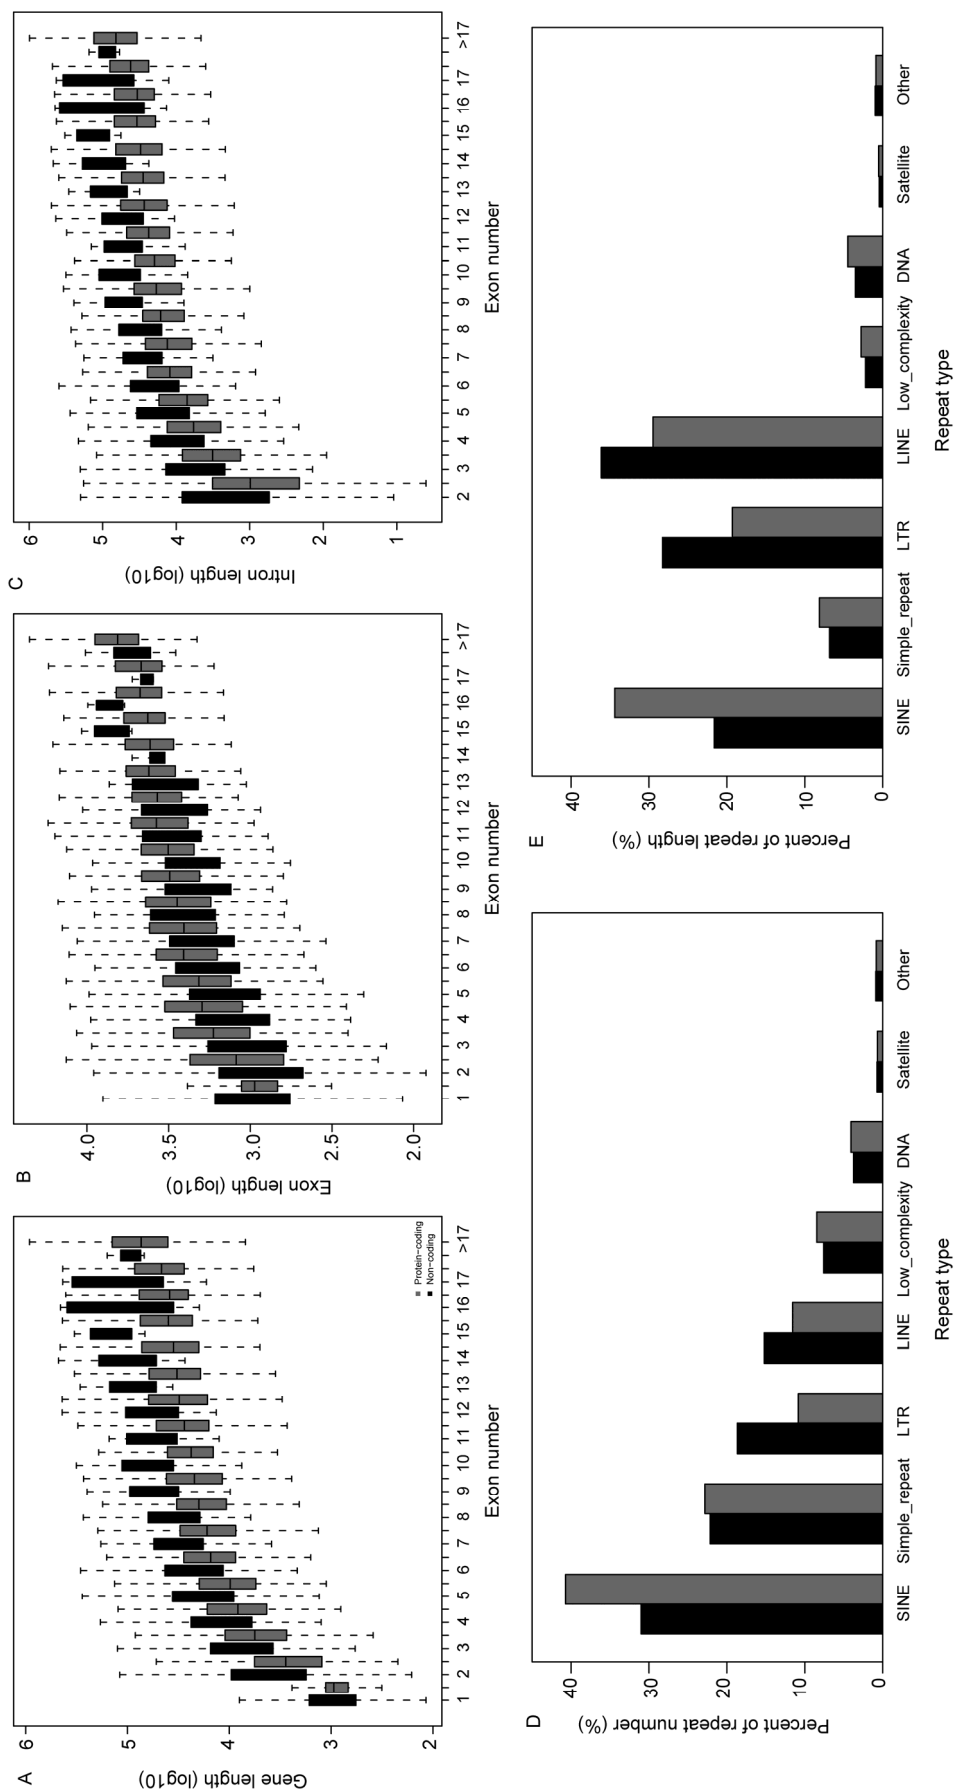 A
Gene length (log10)
6
5
4
3
2
1 2 3 4 5 6 7 8 9 10 11 12 13 14 15 16 17 >17
Exon number
Protein−coding
Non−coding
B
Exon length (log10)
4.0
3.5
3.0
2.5
2.0
1 2 3 4 5 6 7 8 9 10 11 12 13 14 15 16 17 >17
Exon number
C
Intron length (log10)
6
5
4
3
2
1
2 3 4 5 6 7 8 9 10 11 12 13 14 15 16 17 >17
Exon number
D
Percent of repeat number (%)
40
30
20
10
0
SINE Simple_repeat LTR LINE Low_complexity DNA Satellite Other
Repeat type
E
Percent of repeat length (%)
40
30
20
10
0
SINE Simple_repeat LTR LINE Low_complexity DNA Satellite Other
Repeat type